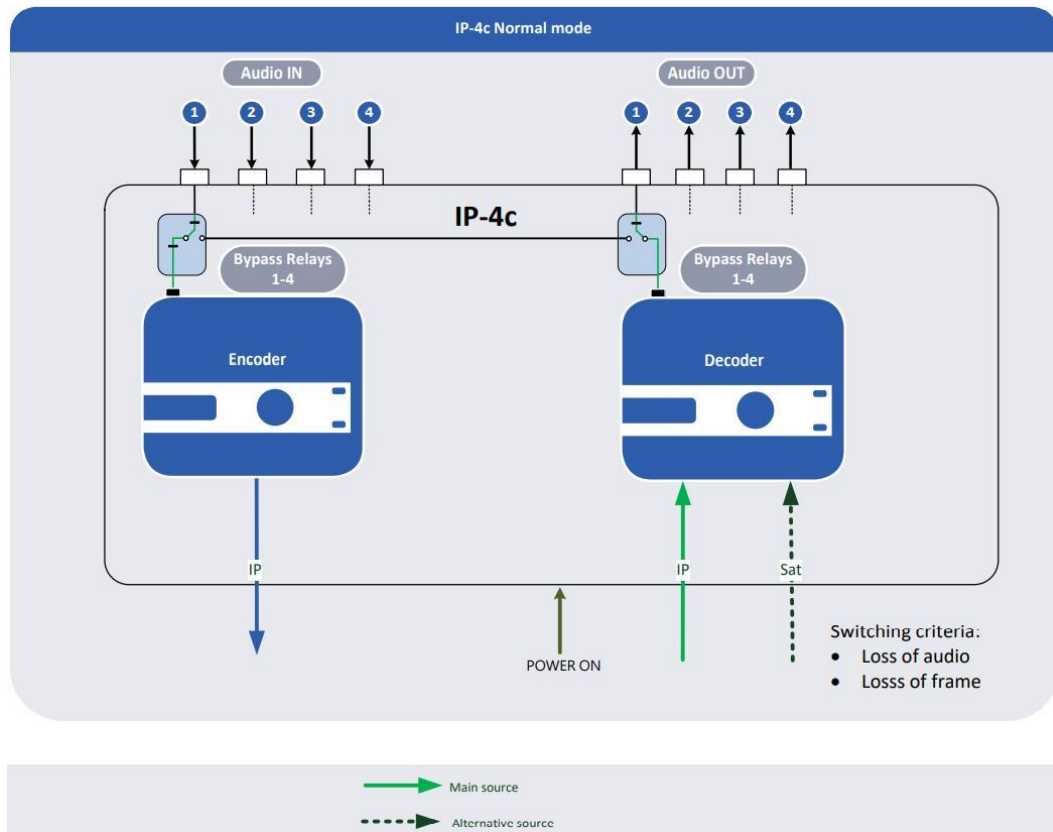 IP-4c Normal mode
Audio IN
Audio OUT
1 2 3 4
1 2 3 4
IP-4c
Bypass Relays
1-4
Bypass Relays
1-4
Encoder
Decoder
IP
IP
Sat
POWER ON
Switching criteria:
• Loss of audio
• Losss of frame
Main source
Alternative source